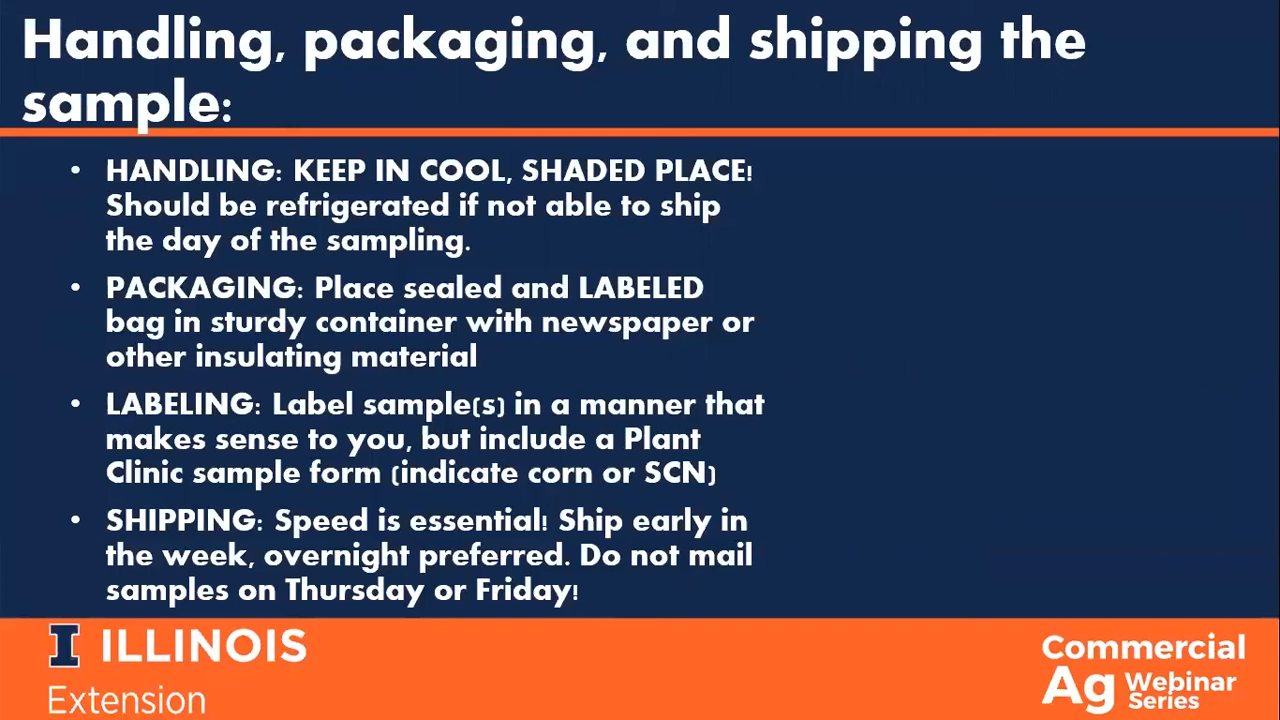 Handling, packaging, and shipping the
sample:
• HANDLING: KEEP IN COOL, SHADED PLACE!
Should be refrigerated if not able to ship
the day of the sampling.
• PACKAGING: Place sealed and LABELED
bag in sturdy container with newspaper or
other insulating material
• LABELING: Label sample(s) in a manner that
makes sense to you, but include a Plant
Clinic sample form (indicate corn or SCN)
• SHIPPING: Speed is essential! Ship early in
the week, overnight preferred. Do not mail
samples on Thursday or Friday!
I ILLINOIS
Extension
Commercial
Ag Webinar
Series